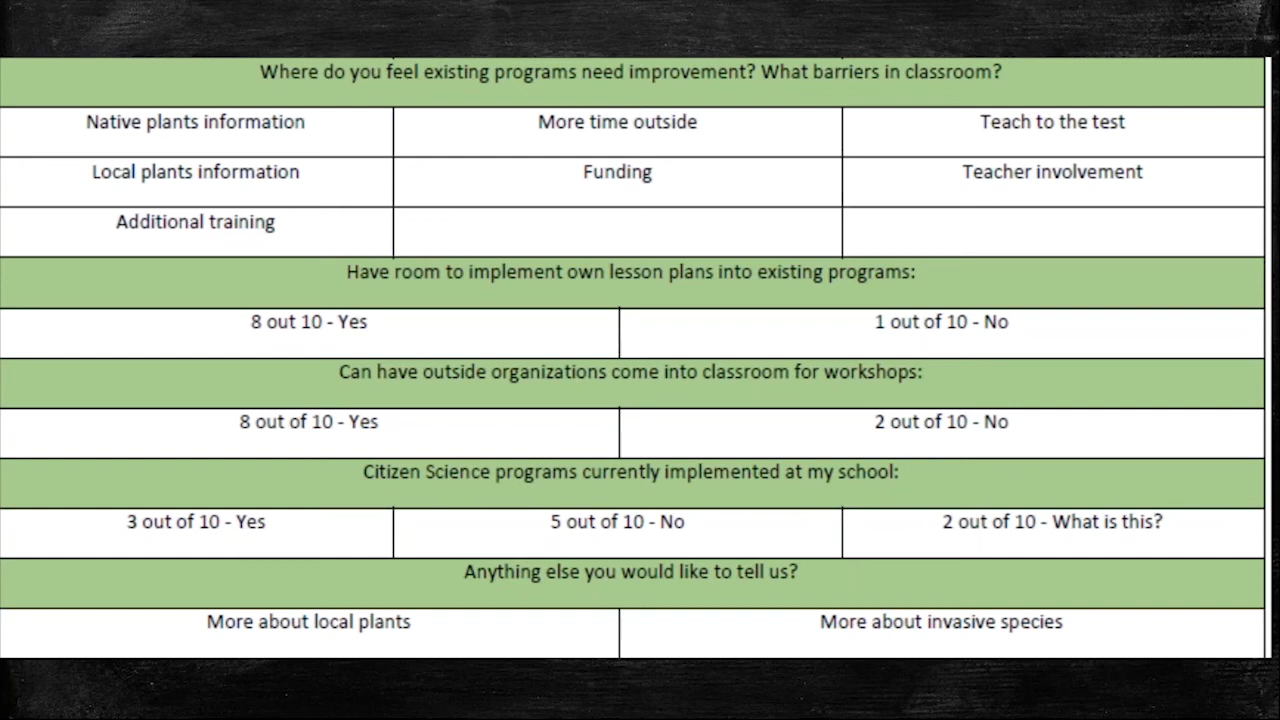 Where do you feel existing programs need improvement? What barriers in classroom?
Native plants information
More time outside
Teach to the test
Local plants information
Funding
Teacher involvement
Additional training
Have room to implement own lesson plans into existing programs:
8 out 10 - Yes
1 out of 10 - No
Can have outside organizations come into classroom for workshops:
8 out of 10 - Yes
2 out of 10 - No
Citizen Science programs currently implemented at my school:
3 out of 10 - Yes
5 out of 10 - No
2 out of 10 - What is this?
Anything else you would like to tell us?
More about local plants
More about invasive species